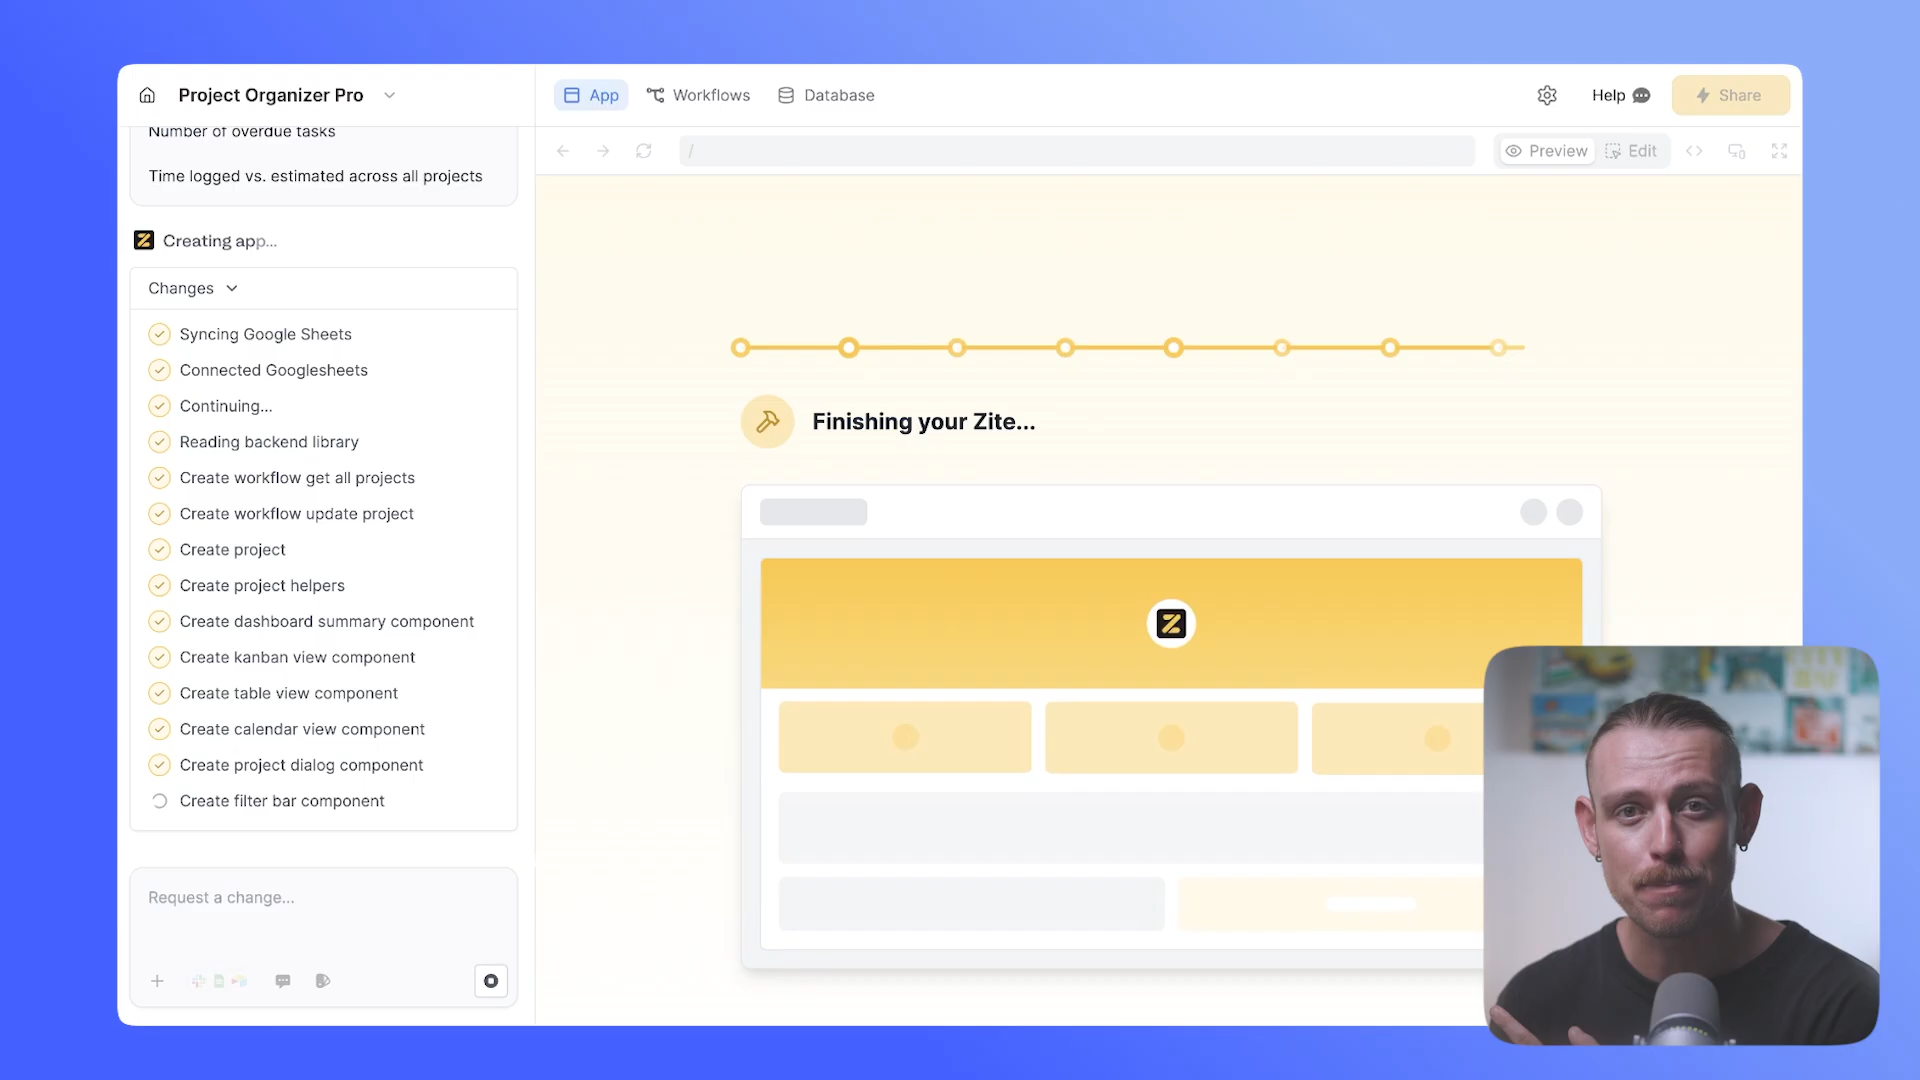 Project Organizer Pro
App
Workflows
Database
Help
Share
Number of overdue tasks
Time logged vs. estimated across all projects
/
Preview
Edit
Creating app...
Changes
Syncing Google Sheets
Connected Googlesheets
Continuing...
Reading backend library
Create workflow get all projects
Create workflow update project
Create project
Create project helpers
Create dashboard summary component
Create kanban view component
Create table view component
Create calendar view component
Create project dialog component
Create filter bar component
Request a change...
Finishing your Zite...